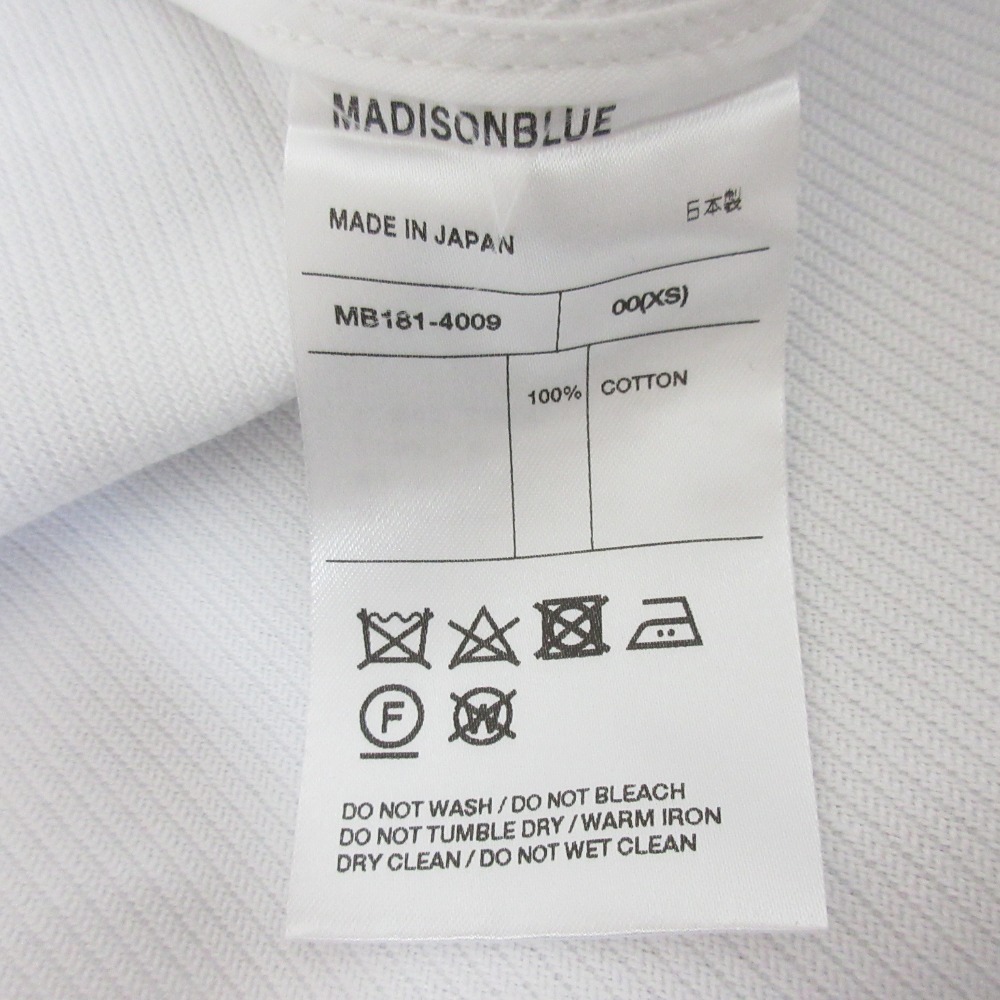 MADISONBLUE
MADE IN JAPAN 日本製
MB181-4009 00(XS)
100% COTTON
F W
DO NOT WASH / DO NOT BLEACH
DO NOT TUMBLE DRY / WARM IRON
DRY CLEAN / DO NOT WET CLEAN